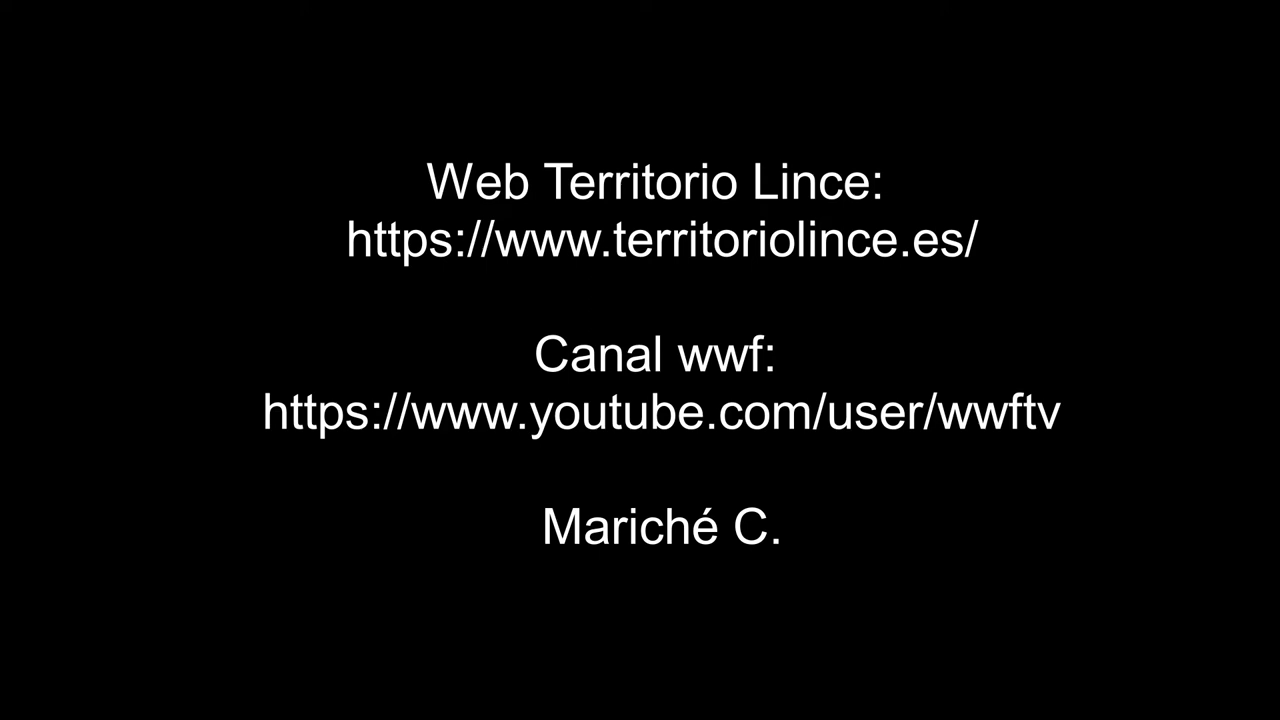 Web Territorio Lince:
https://www.territoriolince.es/
Canal wwf:
https://www.youtube.com/user/wwftv
Mariché C.